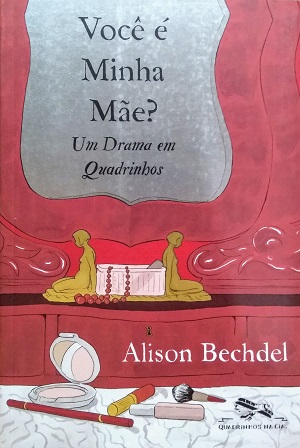 Você é
Minha
Mãe?
Um Drama em
Quadrinhos
Alison Bechdel
QUADRINHOS NA CIA.